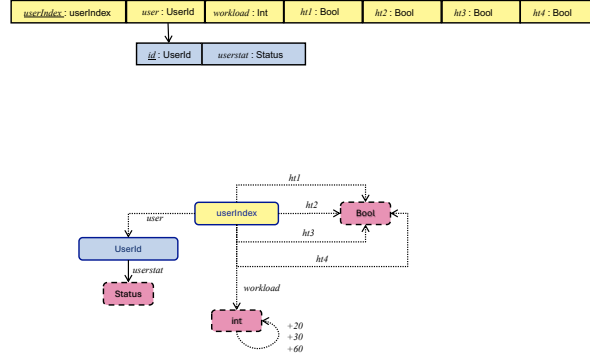 userIndex : userIndex user : UserId workload : Int ht1 : Bool ht2 : Bool ht3 : Bool ht4 : Bool
id : UserId userstat : Status
ht1
userIndex ht2 Bool
user
ht3
UserId
ht4
userstat
Status
workload
int
+20
+30
+60